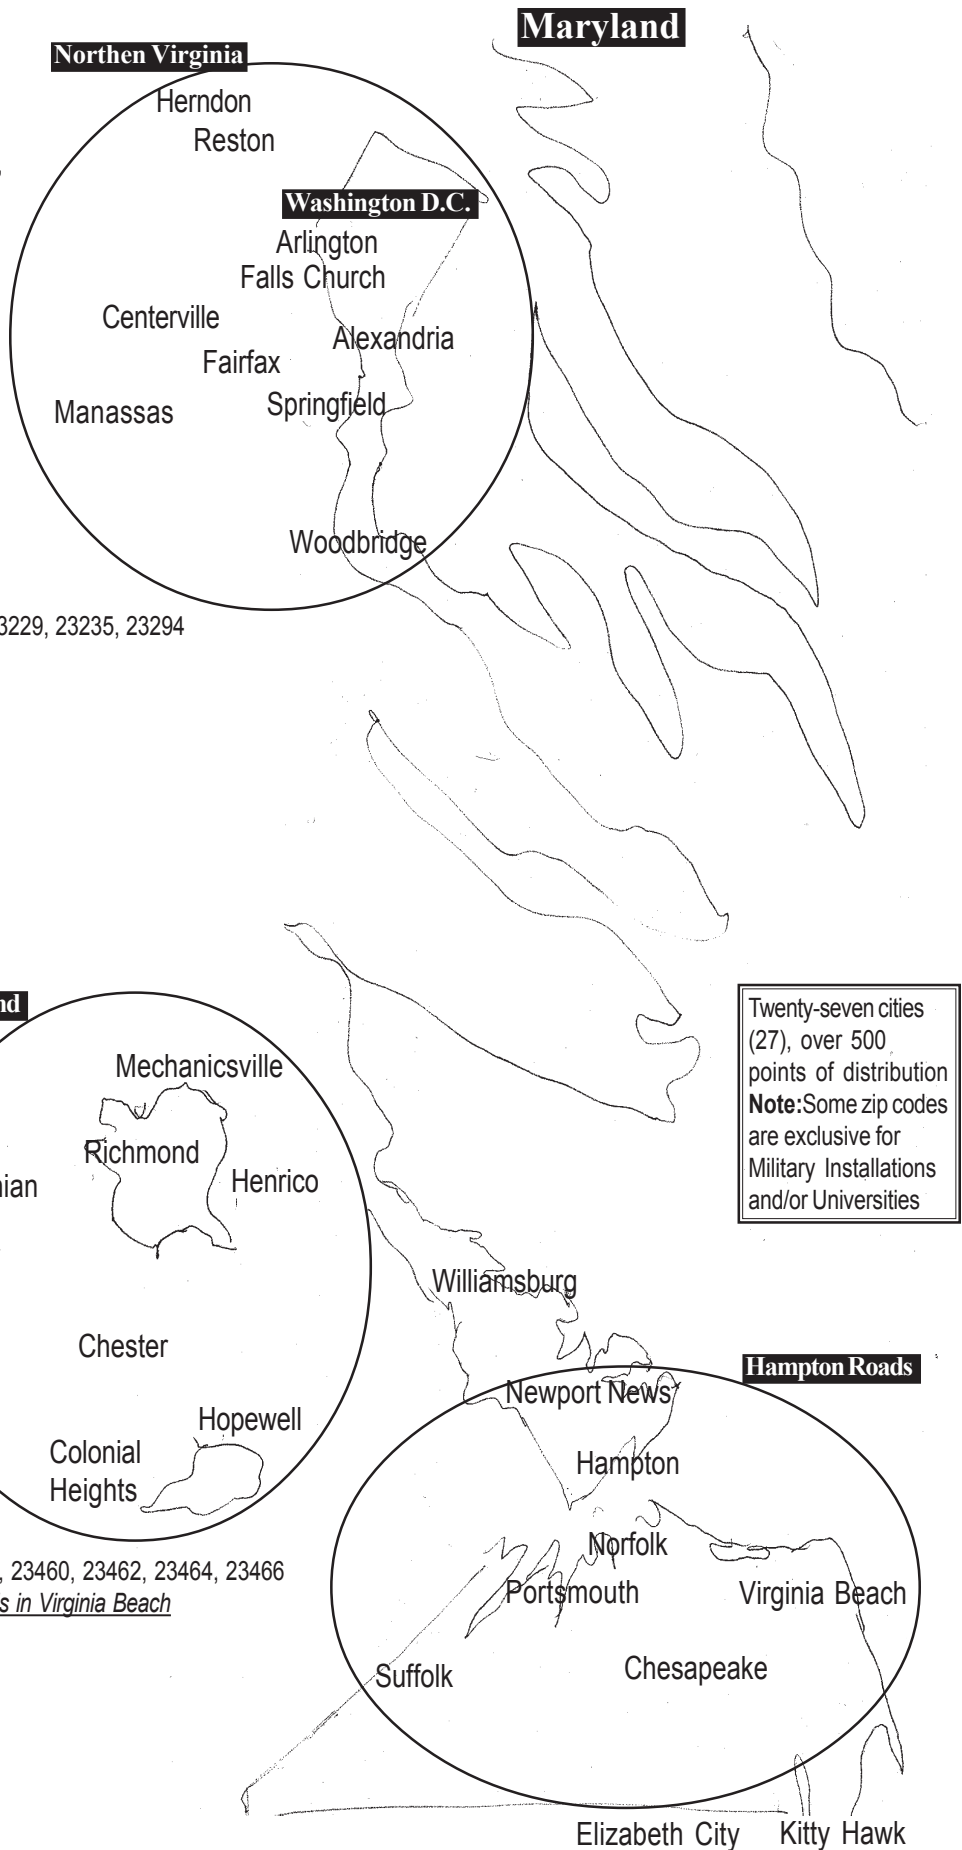 Maryland
Northen Virginia
Herndon
Reston
Washington D.C.
Arlington
Falls Church
Centerville
Alexandria
Fairfax
Springfield
Manassas
Woodbridge
3229, 23235, 23294
nd
Mechanicsville
Richmond
Henrico
nian
Chester
Hopewell
Colonial
Heights
Twenty-seven cities
(27), over 500
points of distribution
Note:Some zip codes
are exclusive for
Military Installations
and/or Universities
Williamsburg
Hampton Roads
Newport News
Hampton
Norfolk
Portsmouth
Virginia Beach
Suffolk
Chesapeake
, 23460, 23462, 23464, 23466
s in Virginia Beach
Elizabeth City
Kitty Hawk